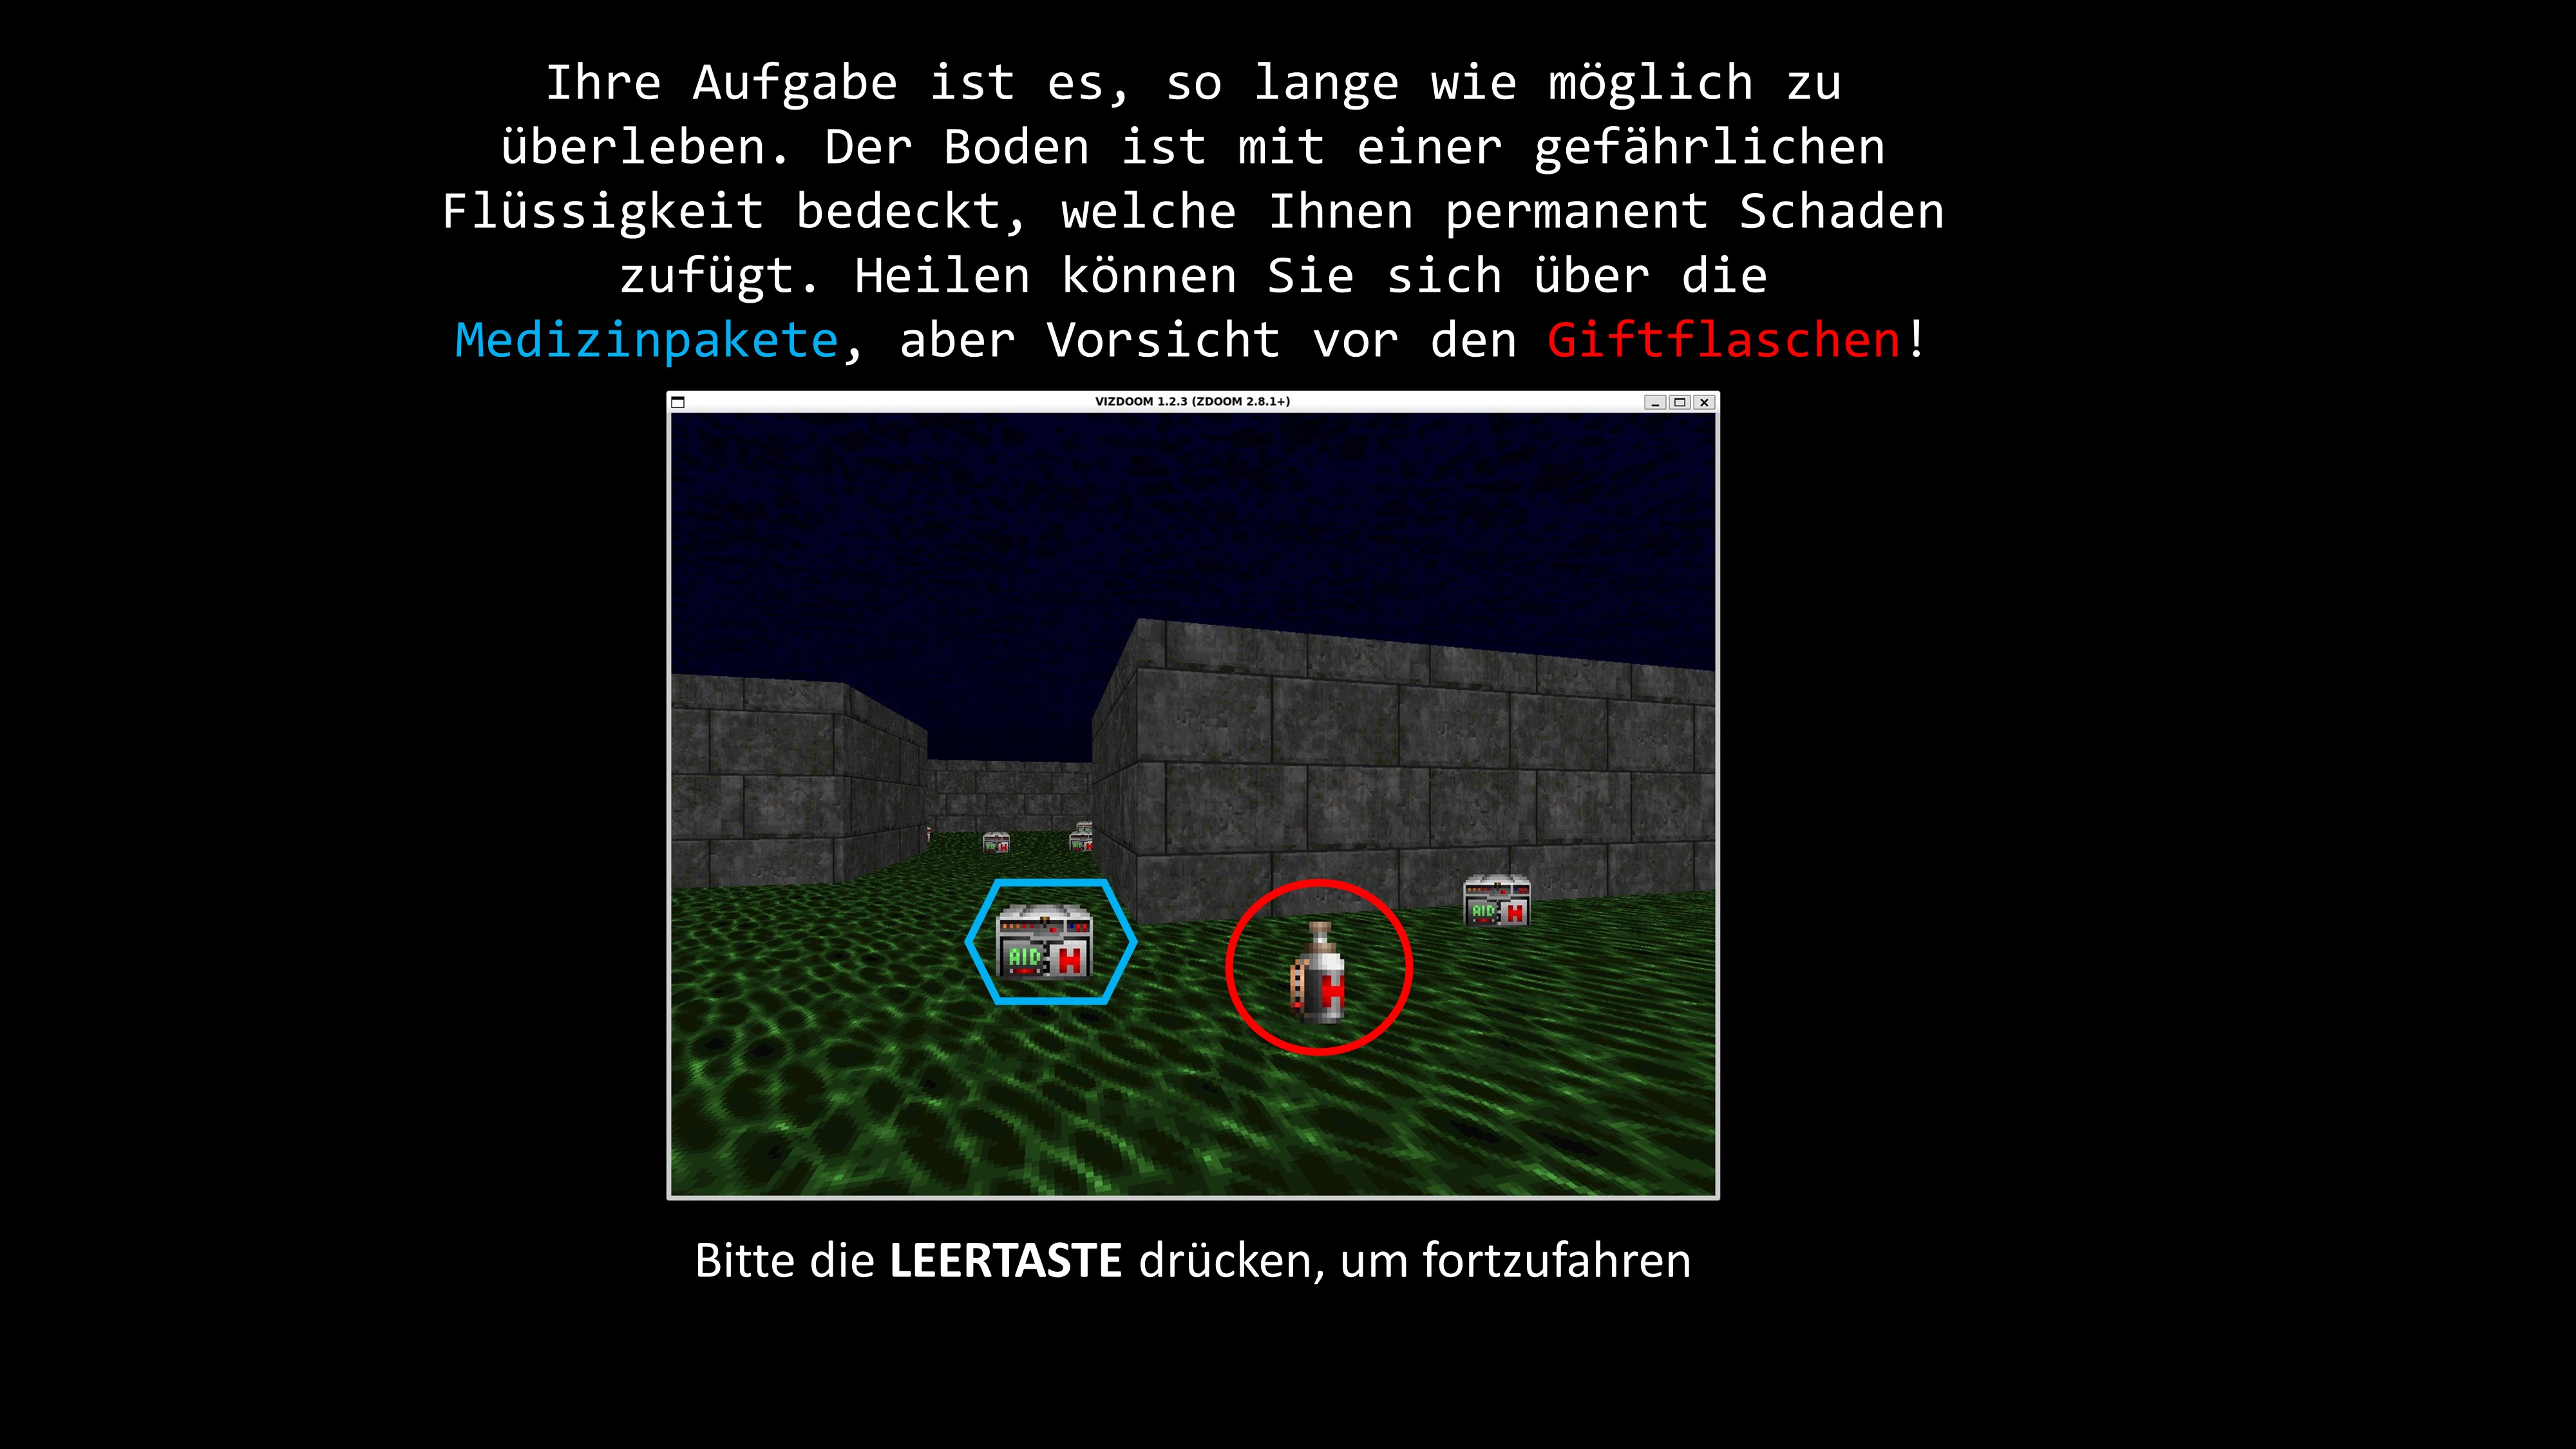 Ihre Aufgabe ist es, so lange wie möglich zu
überleben. Der Boden ist mit einer gefährlichen
Flüssigkeit bedeckt, welche Ihnen permanent Schaden
zufügt. Heilen können Sie sich über die
Medizinpakete, aber Vorsicht vor den Giftflaschen!
VIZDOOM 1.2.3 (ZDOOM 2.8.1+)
AID H
AID H
H
Bitte die LEERTASTE drücken, um fortzufahren